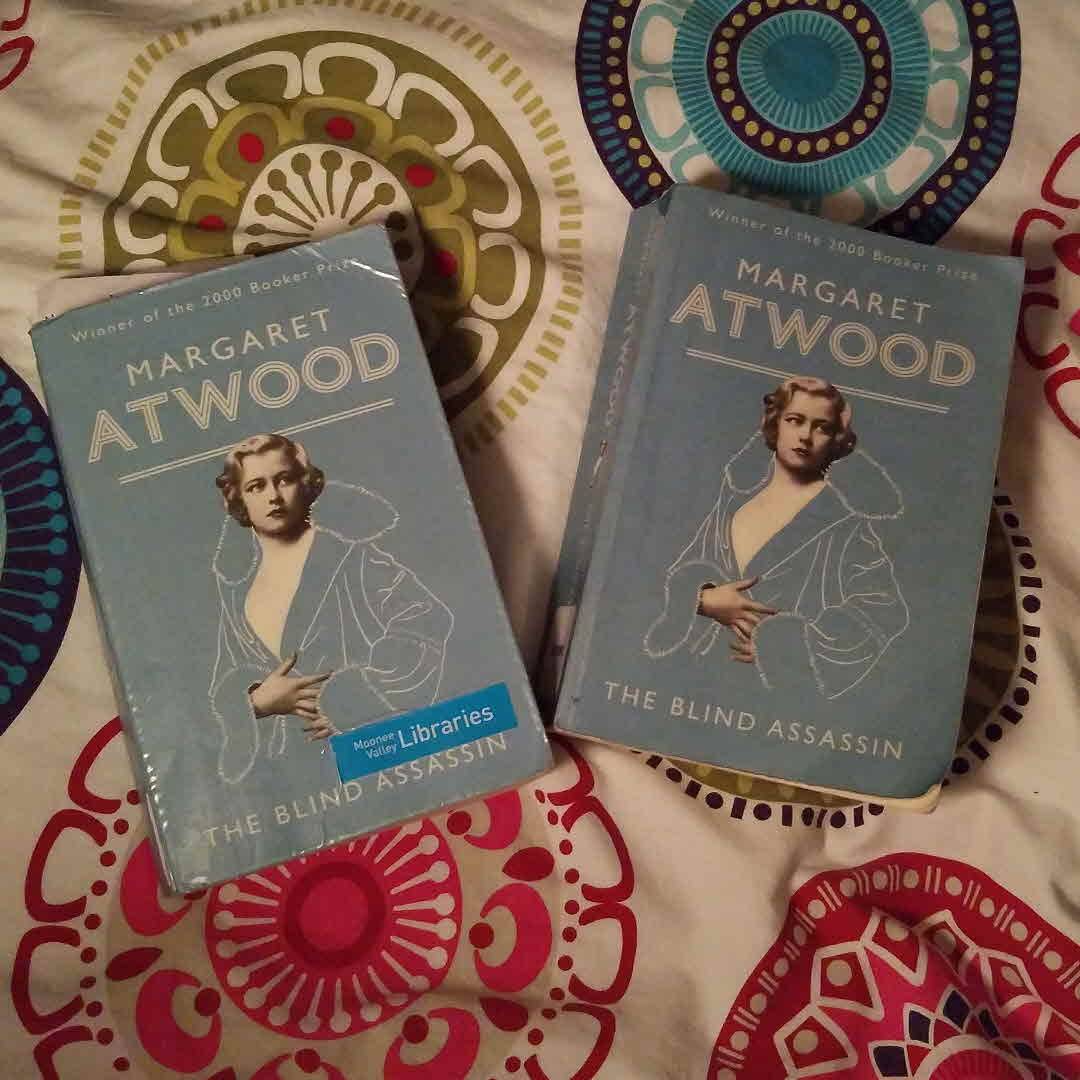 Winner of the 2000 Booker Prize
MARGARET
ATWOOD
Moonee
Valley Libraries
THE BLIND ASSASSIN
Winner of the 2000 Booker Prize
MARGARET
ATWOOD
THE BLIND ASSASSIN
ATWOOD